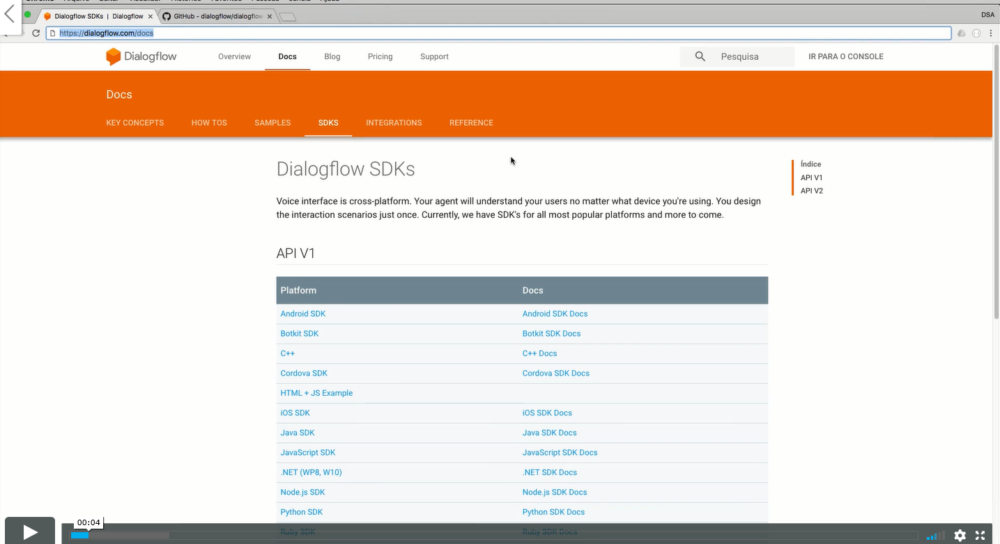 Dialogflow SDKs | Dialogflow
GitHub - dialogflow/dialogflow
DSA
https://dialogflow.com/docs
Dialogflow
Overview
Docs
Blog
Pricing
Support
Pesquisa
IR PARA O CONSOLE
Docs
KEY CONCEPTS
HOW TOS
SAMPLES
SDKS
INTEGRATIONS
REFERENCE
Dialogflow SDKs
Índice
API V1
API V2
Voice interface is cross-platform. Your agent will understand your users no matter what device you're using. You design
the interaction scenarios just once. Currently, we have SDK's for all most popular platforms and more to come.
API V1
Platform Docs
Android SDK Android SDK Docs
Botkit SDK Botkit SDK Docs
C++ C++ Docs
Cordova SDK Cordova SDK Docs
HTML + JS Example
iOS SDK iOS SDK Docs
Java SDK Java SDK Docs
JavaScript SDK JavaScript SDK Docs
.NET (WP8, W10) .NET SDK Docs
Node.js SDK Node.js SDK Docs
Python SDK Python SDK Docs
Ruby SDK Ruby SDK Docs
00:04